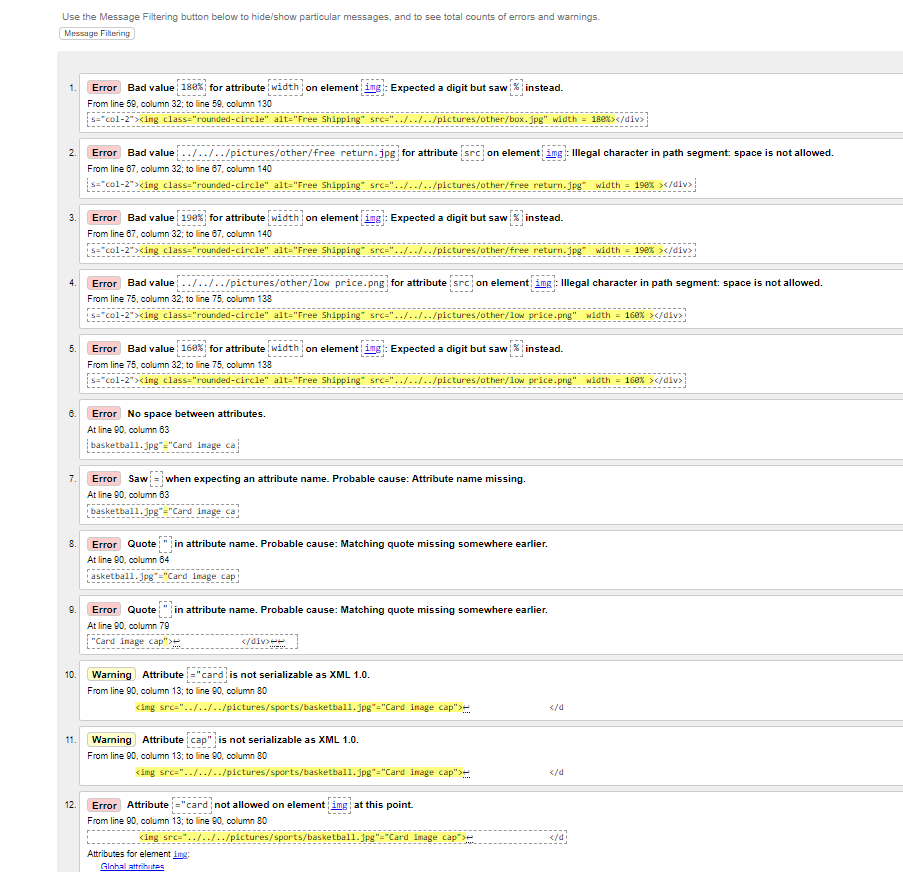 Use the Message Filtering button below to hide/show particular messages, and to see total counts of errors and warnings.
Message Filtering
1. Error Bad value 180% for attribute width on element img: Expected a digit but saw % instead.
From line 59, column 32; to line 59, column 130
s="col-2"><img class="rounded-circle" alt="Free Shipping" src="../../../pictures/other/box.jpg" width = 180%></div>
2. Error Bad value ../../../pictures/other/free return.jpg for attribute src on element img: Illegal character in path segment: space is not allowed.
From line 67, column 32; to line 67, column 140
s="col-2"><img class="rounded-circle" alt="Free Shipping" src="../../../pictures/other/free return.jpg"  width = 190% ></div>
3. Error Bad value 190% for attribute width on element img: Expected a digit but saw % instead.
From line 67, column 32; to line 67, column 140
s="col-2"><img class="rounded-circle" alt="Free Shipping" src="../../../pictures/other/free return.jpg"  width = 190% ></div>
4. Error Bad value ../../../pictures/other/low price.png for attribute src on element img: Illegal character in path segment: space is not allowed.
From line 75, column 32; to line 75, column 138
s="col-2"><img class="rounded-circle" alt="Free Shipping" src="../../../pictures/other/low price.png"  width = 160% ></div>
5. Error Bad value 160% for attribute width on element img: Expected a digit but saw % instead.
From line 75, column 32; to line 75, column 138
s="col-2"><img class="rounded-circle" alt="Free Shipping" src="../../../pictures/other/low price.png"  width = 160% ></div>
6. Error No space between attributes.
At line 90, column 63
basketball.jpg"="Card image ca
7. Error Saw = when expecting an attribute name. Probable cause: Attribute name missing.
At line 90, column 63
basketball.jpg"="Card image ca
8. Error Quote " in attribute name. Probable cause: Matching quote missing somewhere earlier.
At line 90, column 64
asketball.jpg"="Card image cap
9. Error Quote " in attribute name. Probable cause: Matching quote missing somewhere earlier.
At line 90, column 79
"Card image cap">↩ </div>↩↩
10. Warning Attribute ="card is not serializable as XML 1.0.
From line 90, column 13; to line 90, column 80
<img src="../../../pictures/sports/basketball.jpg"="Card image cap">↩ </d
11. Warning Attribute cap" is not serializable as XML 1.0.
From line 90, column 13; to line 90, column 80
<img src="../../../pictures/sports/basketball.jpg"="Card image cap">↩ </d
12. Error Attribute ="card not allowed on element img at this point.
From line 90, column 13; to line 90, column 80
<img src="../../../pictures/sports/basketball.jpg"="Card image cap">↩ </d
Attributes for element img:
Global attributes